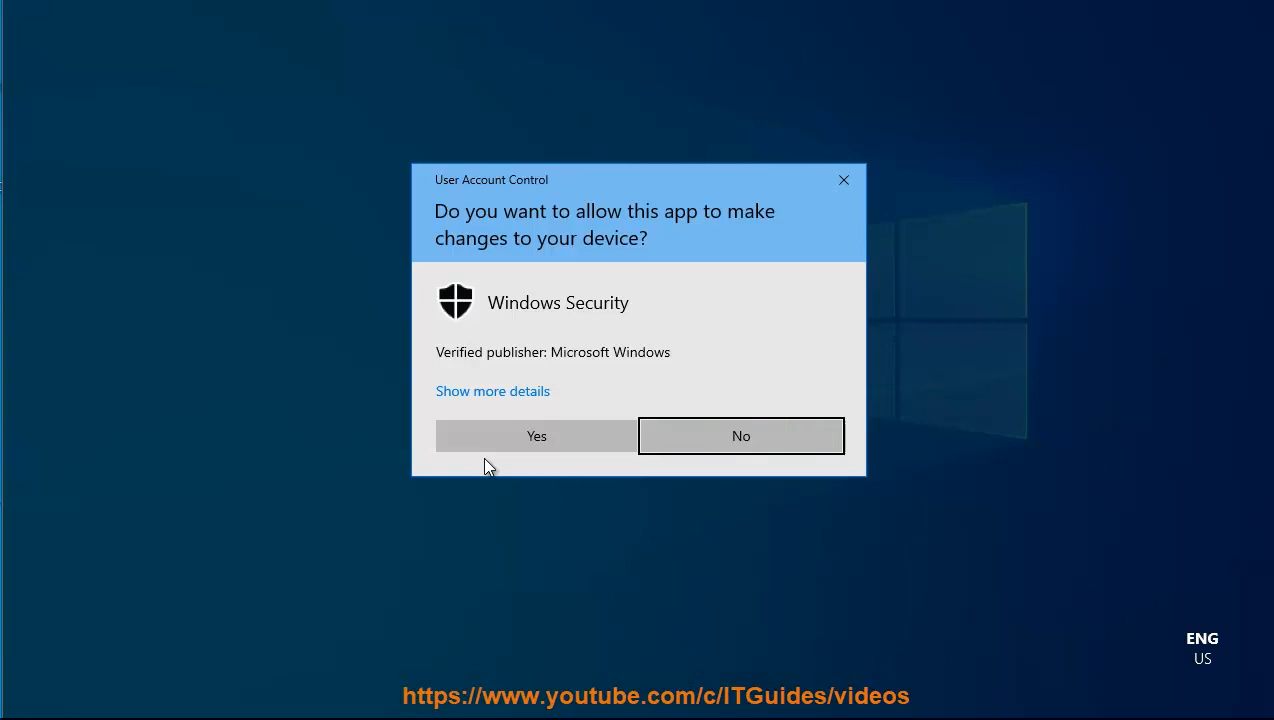 User Account Control
Do you want to allow this app to make
changes to your device?
Windows Security
Verified publisher: Microsoft Windows
Show more details
Yes
No
ENG
US
https://www.youtube.com/c/ITGuides/videos